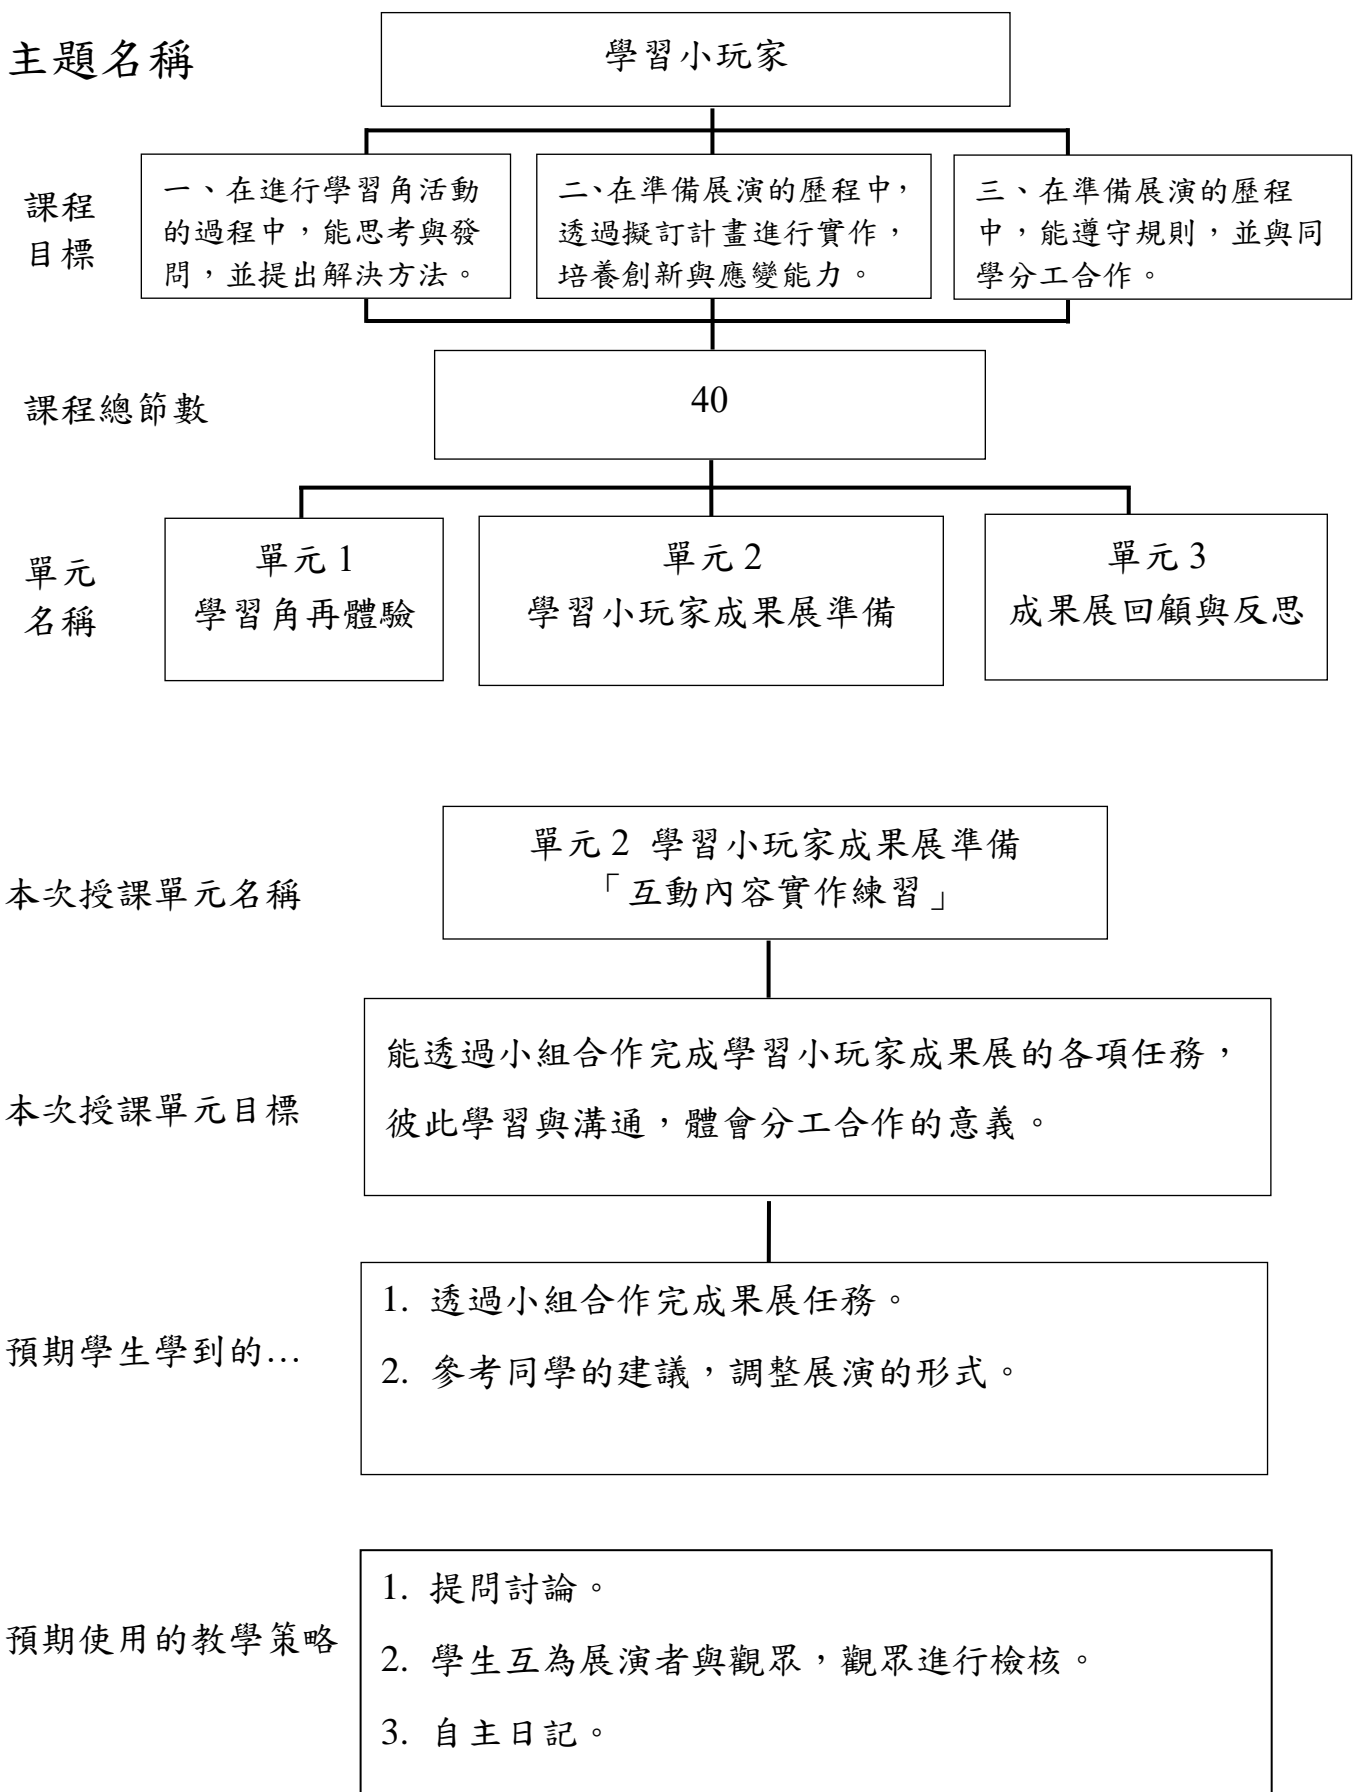 主題名稱
學習小玩家
課程
目標
一、在進行學習角活動
的過程中，能思考與發
問，並提出解決方法。
二、在準備展演的歷程中，
透過擬訂計畫進行實作，
培養創新與應變能力。
三、在準備展演的歷程
中，能遵守規則，並與同
學分工合作。
課程總節數
40
單元
名稱
單元 1
學習角再體驗
單元 2
學習小玩家成果展準備
單元 3
成果展回顧與反思
本次授課單元名稱
單元 2 學習小玩家成果展準備
「互動內容實作練習」
本次授課單元目標
能透過小組合作完成學習小玩家成果展的各項任務，
彼此學習與溝通，體會分工合作的意義。
預期學生學到的…
1. 透過小組合作完成果展任務。
2. 參考同學的建議，調整展演的形式。
預期使用的教學策略
1. 提問討論。
2. 學生互為展演者與觀眾，觀眾進行檢核。
3. 自主日記。